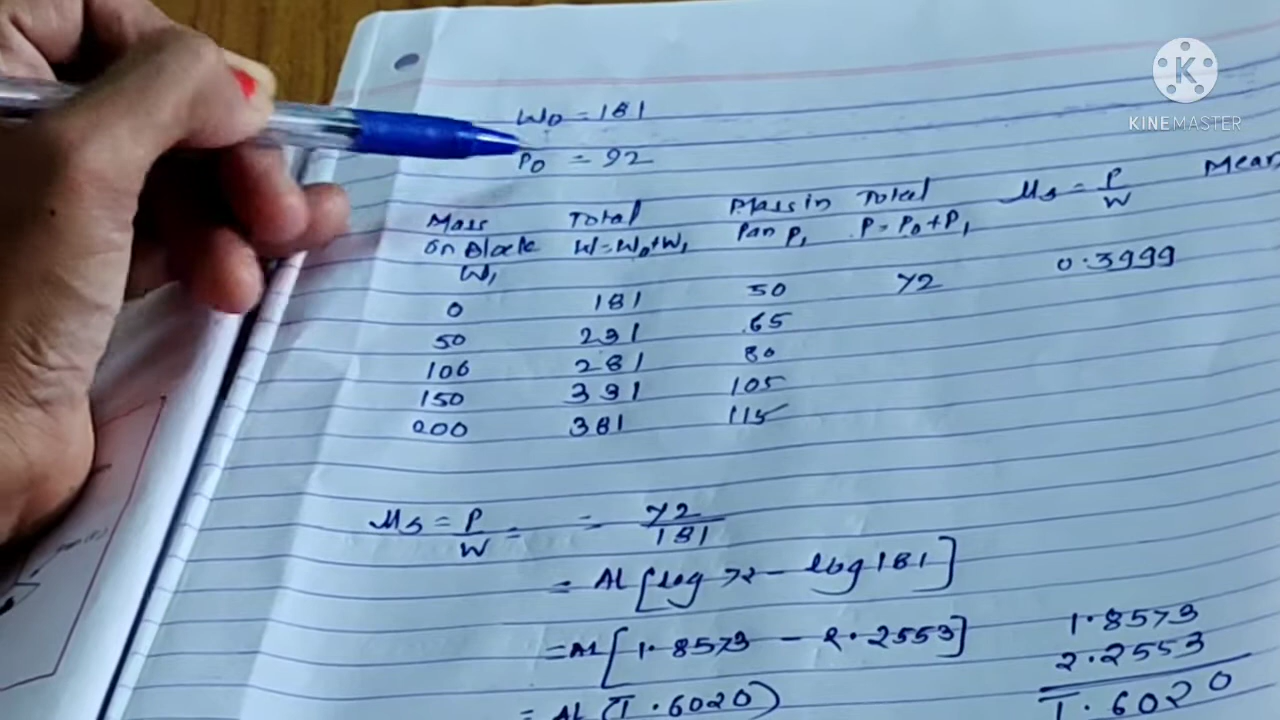 W₀ = 181
P₀ = 92
Mass on Block W₁ Total W=W₀+W₁ Mass in Pan P₁ Total P=P₀+P₁ μs = P/W Mean
0 181 50 72 0.3999
50 231 65
100 281 80
150 331 105
200 381 115
μs = P/W = = 72/181
= AL[log 72 - log 181]
=AL[1.8573 - 2.2553] 1.8573
2.2553
= AL(1̅.6020) 1̅.6020
KINEMASTER